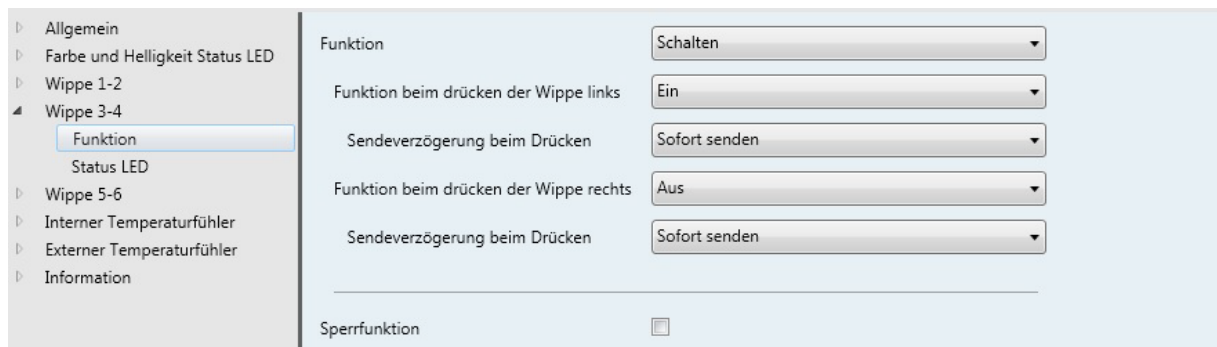 Allgemein
Farbe und Helligkeit Status LED
Wippe 1-2
Wippe 3-4
Funktion
Status LED
Wippe 5-6
Interner Temperaturfühler
Externer Temperaturfühler
Information
Funktion Schalten
Funktion beim drücken der Wippe links Ein
Sendeverzögerung beim Drücken Sofort senden
Funktion beim drücken der Wippe rechts Aus
Sendeverzögerung beim Drücken Sofort senden
Sperrfunktion